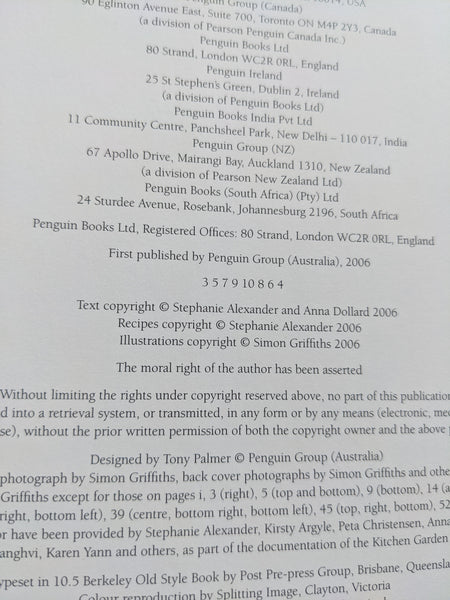 Penguin Group (Canada)
90 Eglinton Avenue East, Suite 700, Toronto ON M4P 2Y3, Canada
(a division of Pearson Penguin Canada Inc.)
Penguin Books Ltd
80 Strand, London WC2R 0RL, England
Penguin Ireland
25 St Stephen's Green, Dublin 2, Ireland
(a division of Penguin Books Ltd)
Penguin Books India Pvt Ltd
11 Community Centre, Panchsheel Park, New Delhi – 110 017, India
Penguin Group (NZ)
67 Apollo Drive, Mairangi Bay, Auckland 1310, New Zealand
(a division of Pearson New Zealand Ltd)
Penguin Books (South Africa) (Pty) Ltd
24 Sturdee Avenue, Rosebank, Johannesburg 2196, South Africa
Penguin Books Ltd, Registered Offices: 80 Strand, London WC2R 0RL, England
First published by Penguin Group (Australia), 2006
3 5 7 9 10 8 6 4
Text copyright © Stephanie Alexander and Anna Dollard 2006
Recipes copyright © Stephanie Alexander 2006
Illustrations copyright © Simon Griffiths 2006
The moral right of the author has been asserted
Without limiting the rights under copyright reserved above, no part of this publication
d into a retrieval system, or transmitted, in any form or by any means (electronic, mec
se), without the prior written permission of both the copyright owner and the above
Designed by Tony Palmer © Penguin Group (Australia)
photograph by Simon Griffiths, back cover photographs by Simon Griffiths and othe
Griffiths except for those on pages i, 3 (right), 5 (top and bottom), 9 (bottom), 14 (a
right, bottom left), 39 (centre, bottom right, bottom left), 45 (top, right, bottom), 52
or have been provided by Stephanie Alexander, Kirsty Argyle, Peta Christensen, Anna
anghvi, Karen Yann and others, as part of the documentation of the Kitchen Garden
ypeset in 10.5 Berkeley Old Style Book by Post Pre-press Group, Brisbane, Queensla
Colour reproduction by Splitting Image, Clayton, Victoria